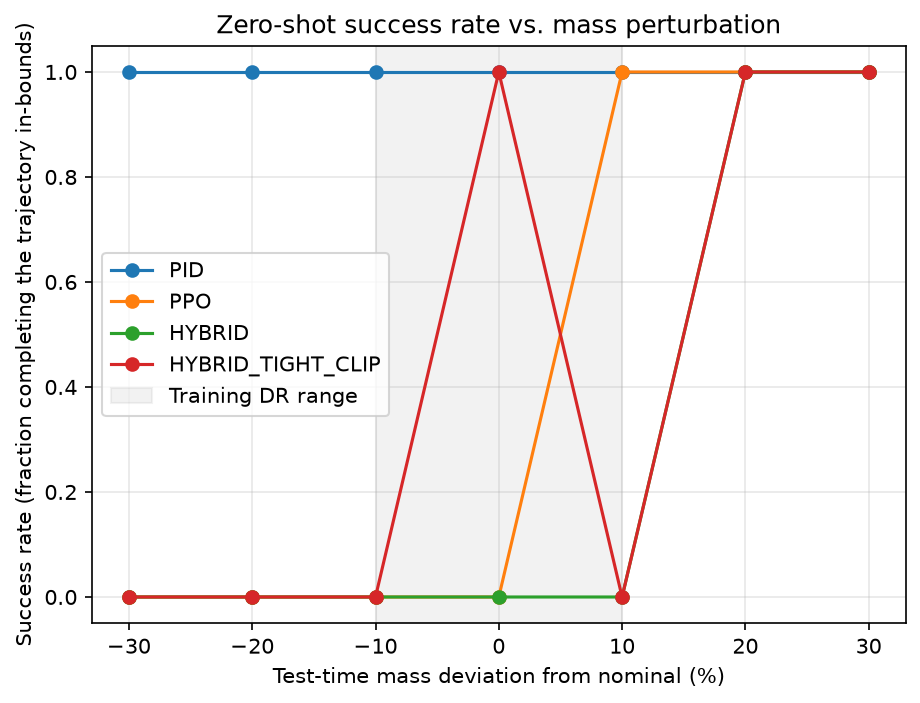 Zero-shot success rate vs. mass perturbation
Success rate (fraction completing the trajectory in-bounds)
1.0
0.8
0.6
0.4
0.2
0.0
PID
PPO
HYBRID
HYBRID_TIGHT_CLIP
Training DR range
−30 −20 −10 0 10 20 30
Test-time mass deviation from nominal (%)